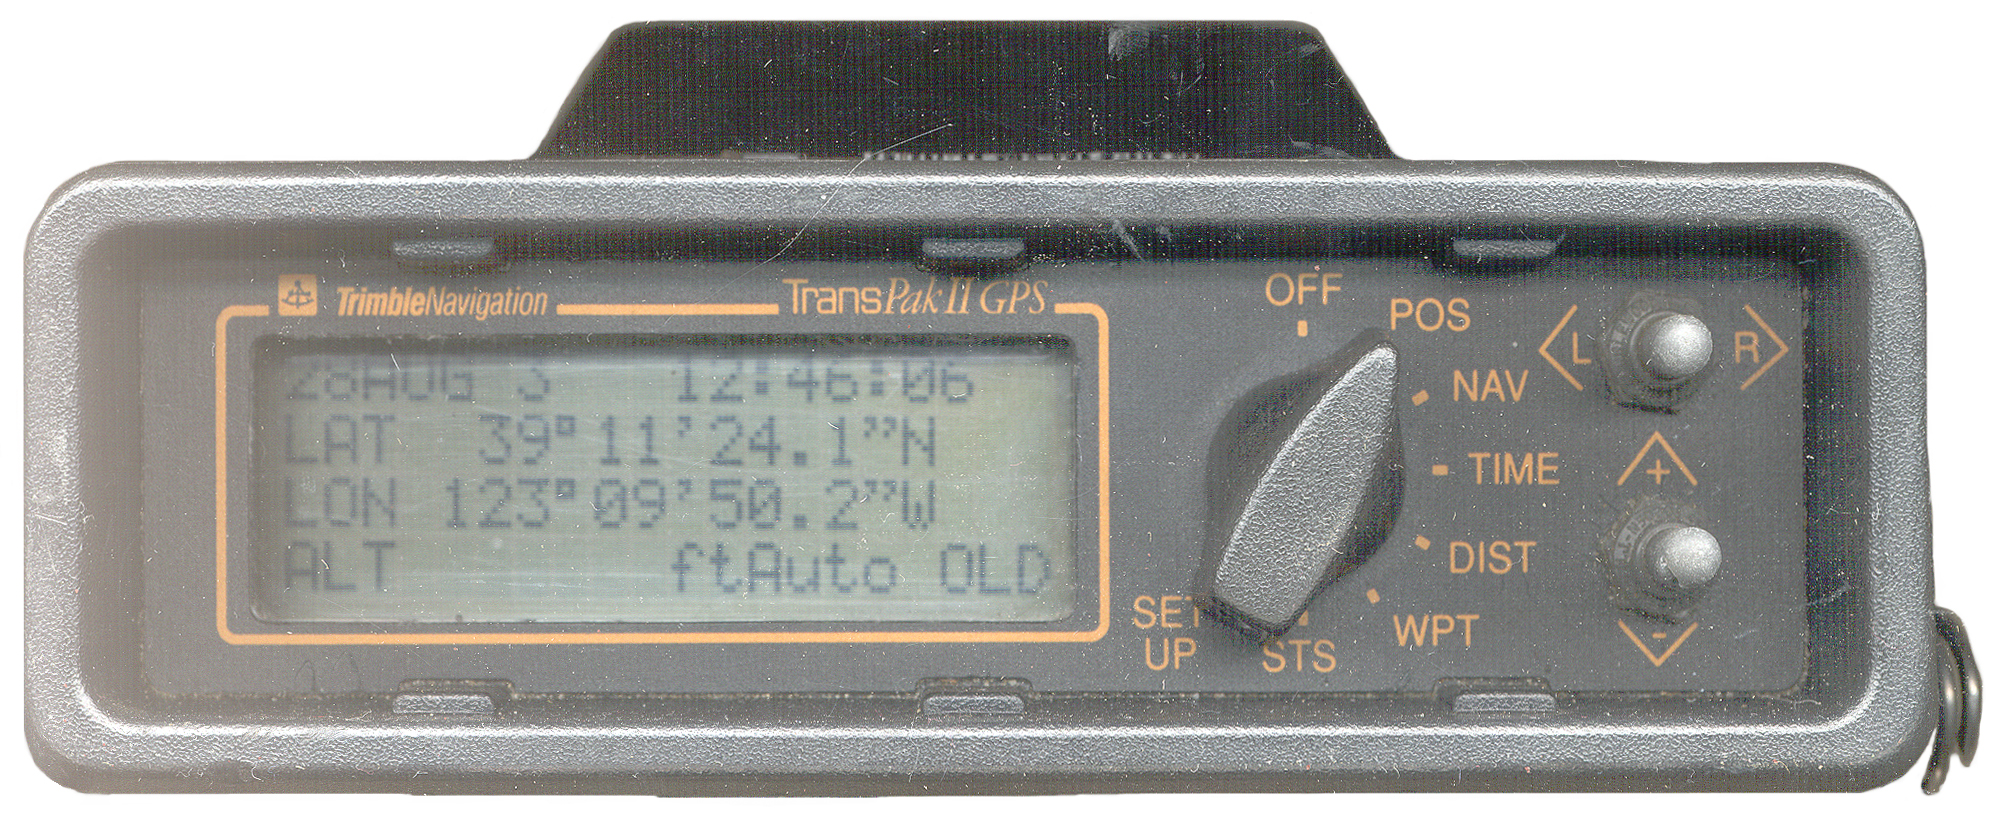 TrimbleNavigation
TransPak II GPS
28AUG 3 12:46:06
LAT 39°11'24.1"N
LON 123°09'50.2"W
ALT ftAuto OLD
OFF
POS
NAV
TIME
DIST
WPT
STS
SET
UP
L
R
+
-